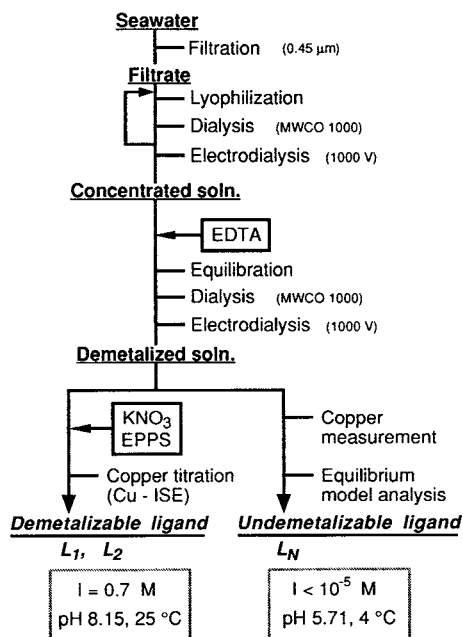 Seawater
Filtration (0.45 µm)
Filtrate
Lyophilization
Dialysis (MWCO 1000)
Electrodialysis (1000 V)
Concentrated soln.
EDTA
Equilibration
Dialysis (MWCO 1000)
Electrodialysis (1000 V)
Demetalized soln.
KNO₃
EPPS
Copper titration
(Cu - ISE)
Demetalizable ligand
L₁, L₂
I = 0.7 M
pH 8.15, 25 °C
Copper
measurement
Equilibrium
model analysis
Undemetalizable ligand
L_N
I < 10⁻⁵ M
pH 5.71, 4 °C